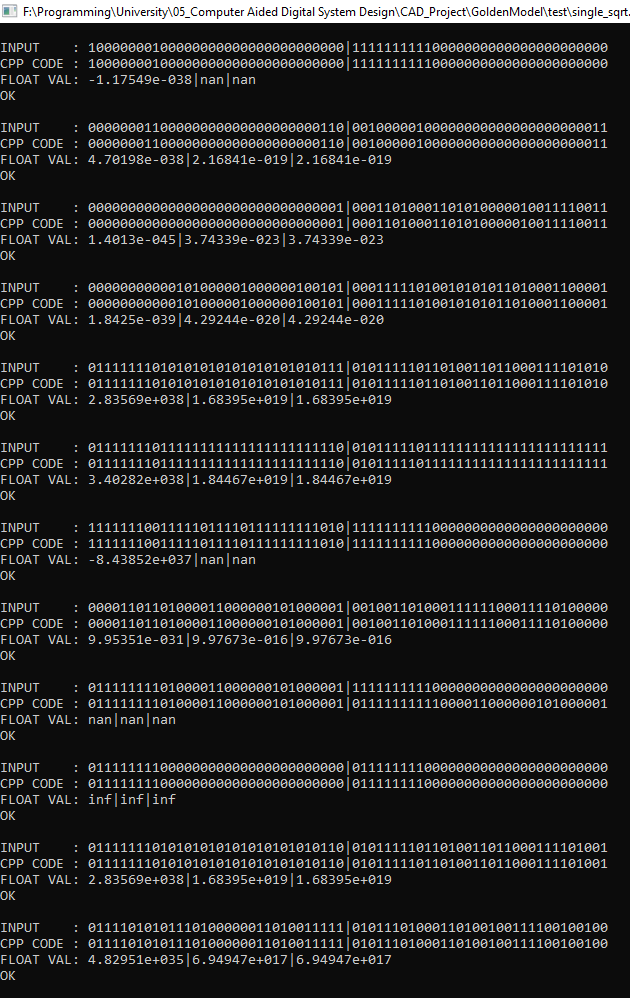 F:\Programming\University\05_Computer Aided Digital System Design\CAD_Project\GoldenModel\test\single_sqrt.
INPUT    : 10000000100000000000000000000000|11111111110000000000000000000000
CPP CODE : 10000000100000000000000000000000|11111111110000000000000000000000
FLOAT VAL: -1.17549e-038|nan|nan
OK
INPUT    : 00000001100000000000000000000110|00100000100000000000000000000011
CPP CODE : 00000001100000000000000000000110|00100000100000000000000000000011
FLOAT VAL: 4.70198e-038|2.16841e-019|2.16841e-019
OK
INPUT    : 00000000000000000000000000000001|00011010001101010000010011110011
CPP CODE : 00000000000000000000000000000001|00011010001101010000010011110011
FLOAT VAL: 1.4013e-045|3.74339e-023|3.74339e-023
OK
INPUT    : 00000000000101000001000000100101|00011111010010101011010001100001
CPP CODE : 00000000000101000001000000100101|00011111010010101011010001100001
FLOAT VAL: 1.8425e-039|4.29244e-020|4.29244e-020
OK
INPUT    : 01111111010101010101010101010111|01011111011010011011000111101010
CPP CODE : 01111111010101010101010101010111|01011111011010011011000111101010
FLOAT VAL: 2.83569e+038|1.68395e+019|1.68395e+019
OK
INPUT    : 01111111011111111111111111111110|01011111011111111111111111111111
CPP CODE : 01111111011111111111111111111110|01011111011111111111111111111111
FLOAT VAL: 3.40282e+038|1.84467e+019|1.84467e+019
OK
INPUT    : 11111110011111011110111111111010|11111111110000000000000000000000
CPP CODE : 11111110011111011110111111111010|11111111110000000000000000000000
FLOAT VAL: -8.43852e+037|nan|nan
OK
INPUT    : 00001101101000011000000101000001|00100110100011111100011110100000
CPP CODE : 00001101101000011000000101000001|00100110100011111100011110100000
FLOAT VAL: 9.95351e-031|9.97673e-016|9.97673e-016
OK
INPUT    : 01111111101000011000000101000001|11111111110000000000000000000000
CPP CODE : 01111111101000011000000101000001|01111111111000011000000101000001
FLOAT VAL: nan|nan|nan
OK
INPUT    : 01111111100000000000000000000000|01111111100000000000000000000000
CPP CODE : 01111111100000000000000000000000|01111111100000000000000000000000
FLOAT VAL: inf|inf|inf
OK
INPUT    : 01111111010101010101010101010110|01011111011010011011000111101001
CPP CODE : 01111111010101010101010101010110|01011111011010011011000111101001
FLOAT VAL: 2.83569e+038|1.68395e+019|1.68395e+019
OK
INPUT    : 01111010101110100000011010011111|01011101000110100100111100100100
CPP CODE : 01111010101110100000011010011111|01011101000110100100111100100100
FLOAT VAL: 4.82951e+035|6.94947e+017|6.94947e+017
OK